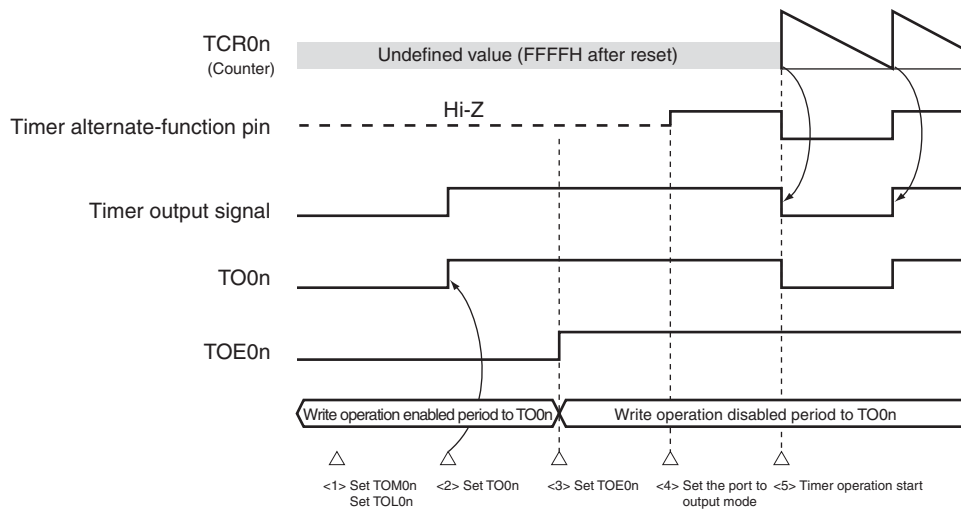 TCR0n
(Counter)
Undefined value (FFFFH after reset)
Hi-Z
Timer alternate-function pin
Timer output signal
TO0n
TOE0n
Write operation enabled period to TO0n
Write operation disabled period to TO0n
<1> Set TOM0n
Set TOL0n
<2> Set TO0n
<3> Set TOE0n
<4> Set the port to
output mode
<5> Timer operation start